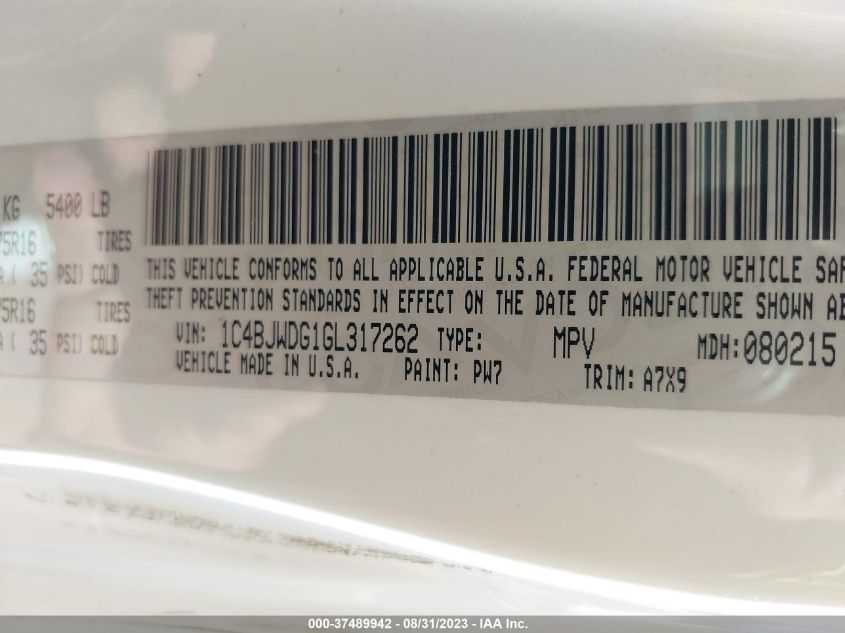 KG 5400 LB
75R16 TIRES
( 35 PSI) COLD
75R16 TIRES
( 35 PSI) COLD
THIS VEHICLE CONFORMS TO ALL APPLICABLE U.S.A. FEDERAL MOTOR VEHICLE SAF
THEFT PREVENTION STANDARDS IN EFFECT ON THE DATE OF MANUFACTURE SHOWN AB
VIN: 1C4BJWDG1GL317262 TYPE: MPV MDH:080215
VEHICLE MADE IN U.S.A. PAINT: PW7 TRIM: A7X9
000-37489942 - 08/31/2023 - IAA Inc.